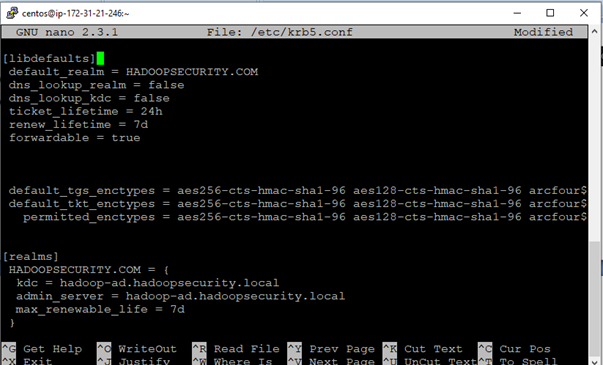 centos@ip-172-31-21-246:~
GNU nano 2.3.1 File: /etc/krb5.conf Modified
[libdefaults]
default_realm = HADOOPSECURITY.COM
dns_lookup_realm = false
dns_lookup_kdc = false
ticket_lifetime = 24h
renew_lifetime = 7d
forwardable = true
default_tgs_enctypes = aes256-cts-hmac-sha1-96 aes128-cts-hmac-sha1-96 arcfour$
default_tkt_enctypes = aes256-cts-hmac-sha1-96 aes128-cts-hmac-sha1-96 arcfour$
permitted_enctypes = aes256-cts-hmac-sha1-96 aes128-cts-hmac-sha1-96 arcfour$
[realms]
HADOOPSECURITY.COM = {
kdc = hadoop-ad.hadoopsecurity.local
admin_server = hadoop-ad.hadoopsecurity.local
max_renewable_life = 7d
}
^G Get Help ^O WriteOut ^R Read File ^Y Prev Page ^K Cut Text ^C Cur Pos
^X Exit ^J Justify ^W Where Is ^V Next Page ^U UnCut Text ^T To Spell